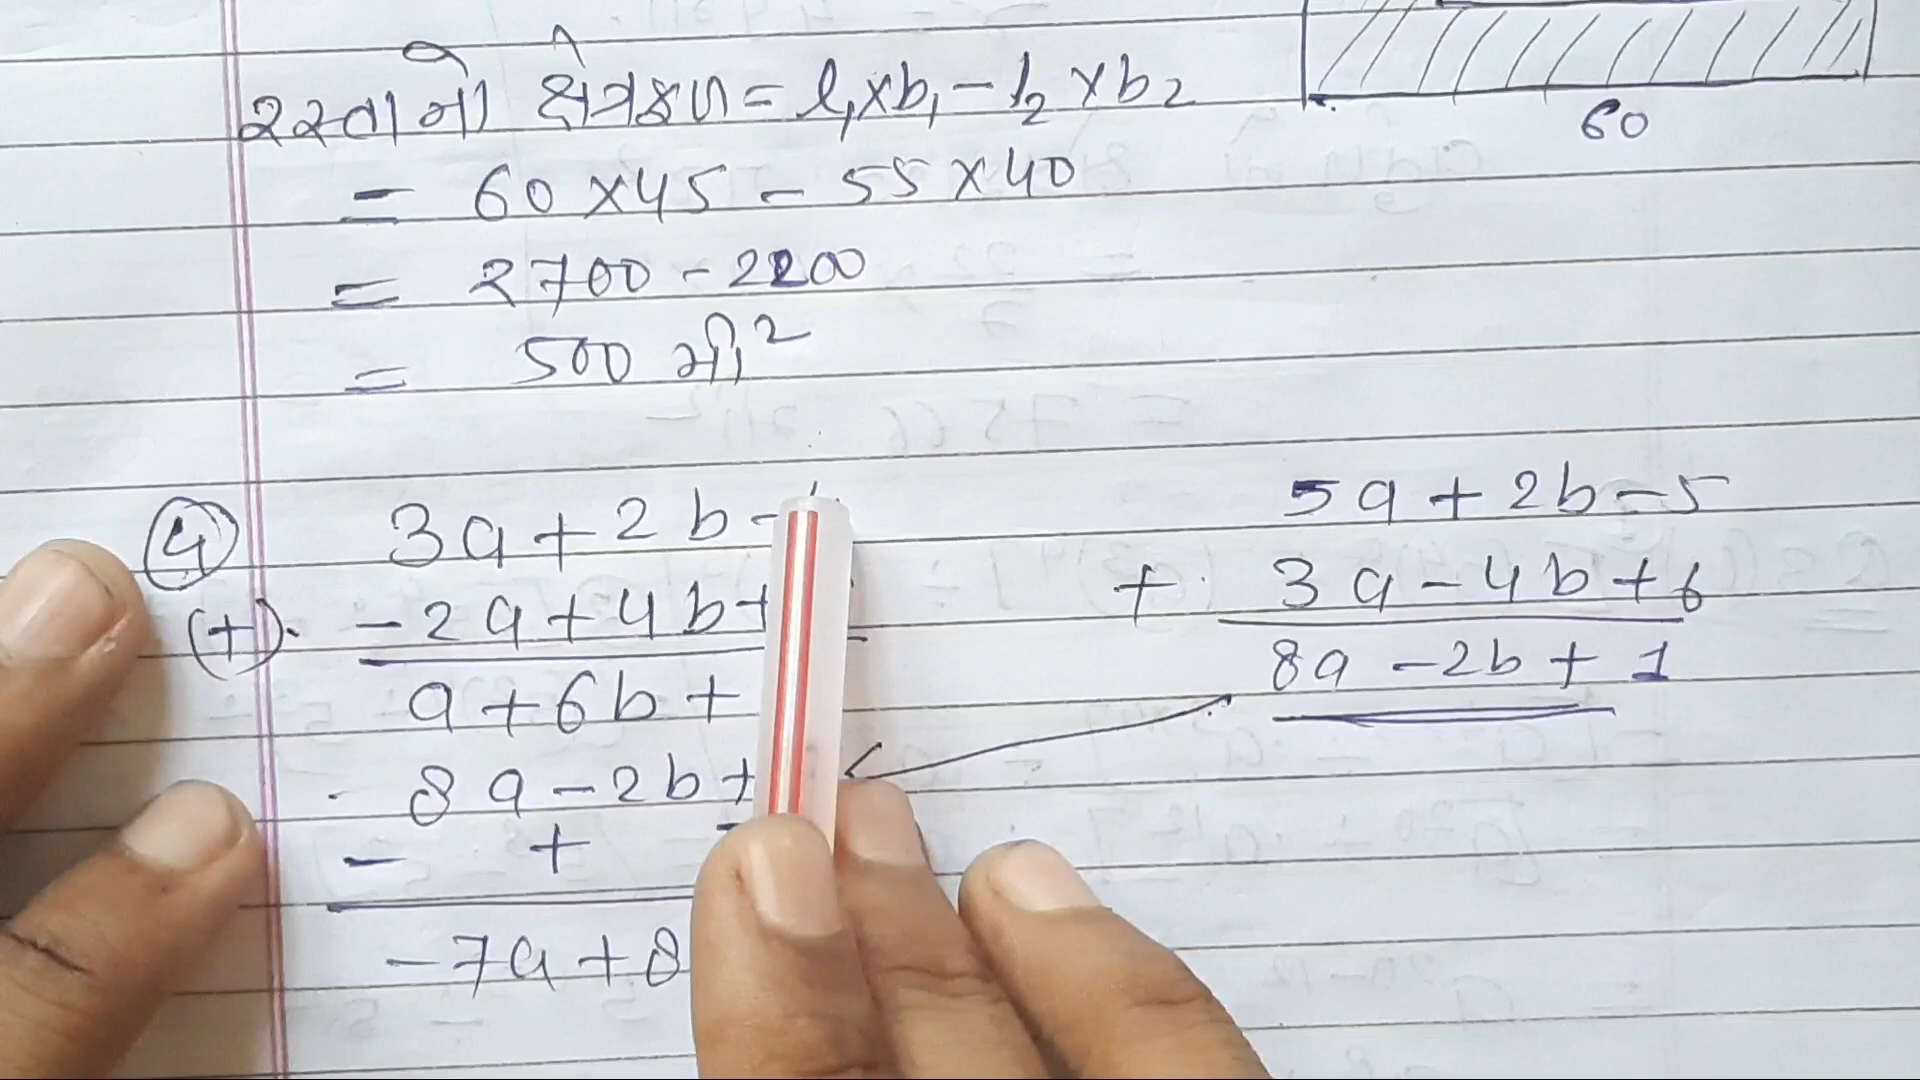 રસ્તાનો ક્ષેત્રફળ = l₁×b₁ - l₂×b₂
60
= 60×45 - 55×40
= 2700 - 2200
= 500 મી²
④ 3a + 2b -
(+) -2a + 4b +
a + 6b +
8a - 2b +
- + -
-7a + 8
5a + 2b - 5
+ 3a - 4b + 6
8a - 2b + 1